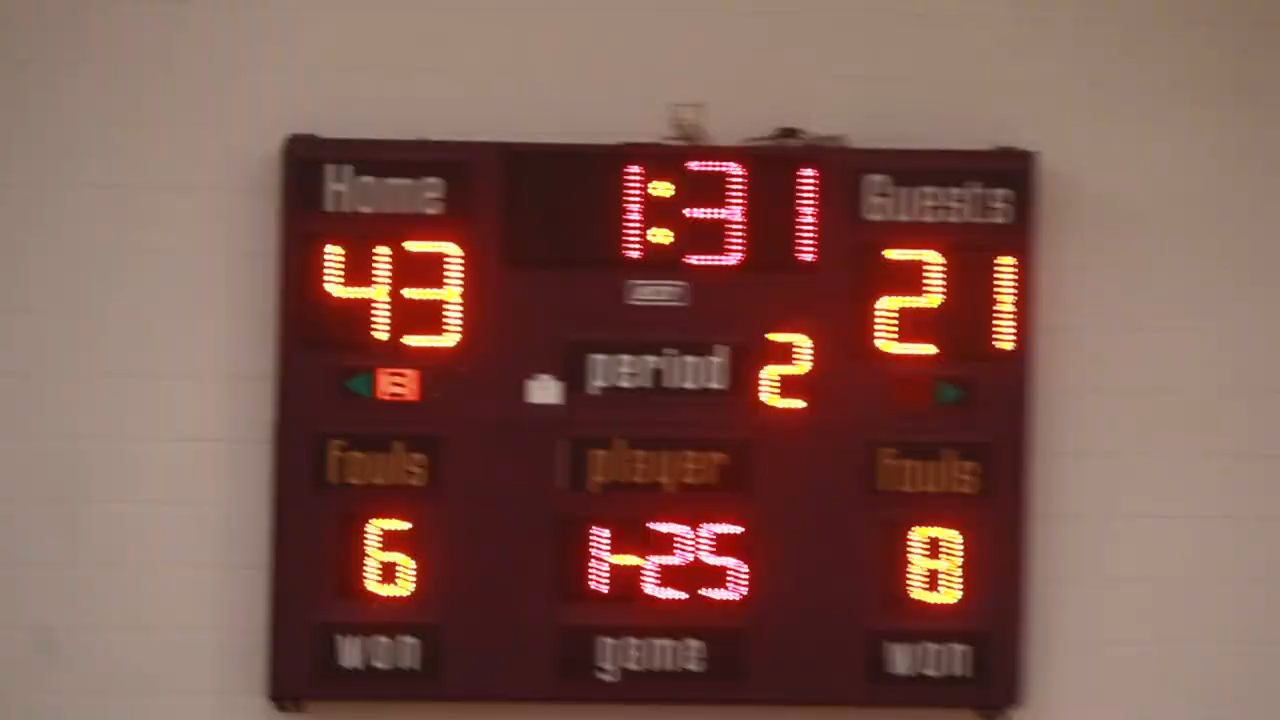 Home 1:31 Guests
43 21
period 2
B
fouls player fouls
6 1-25 8
won game won